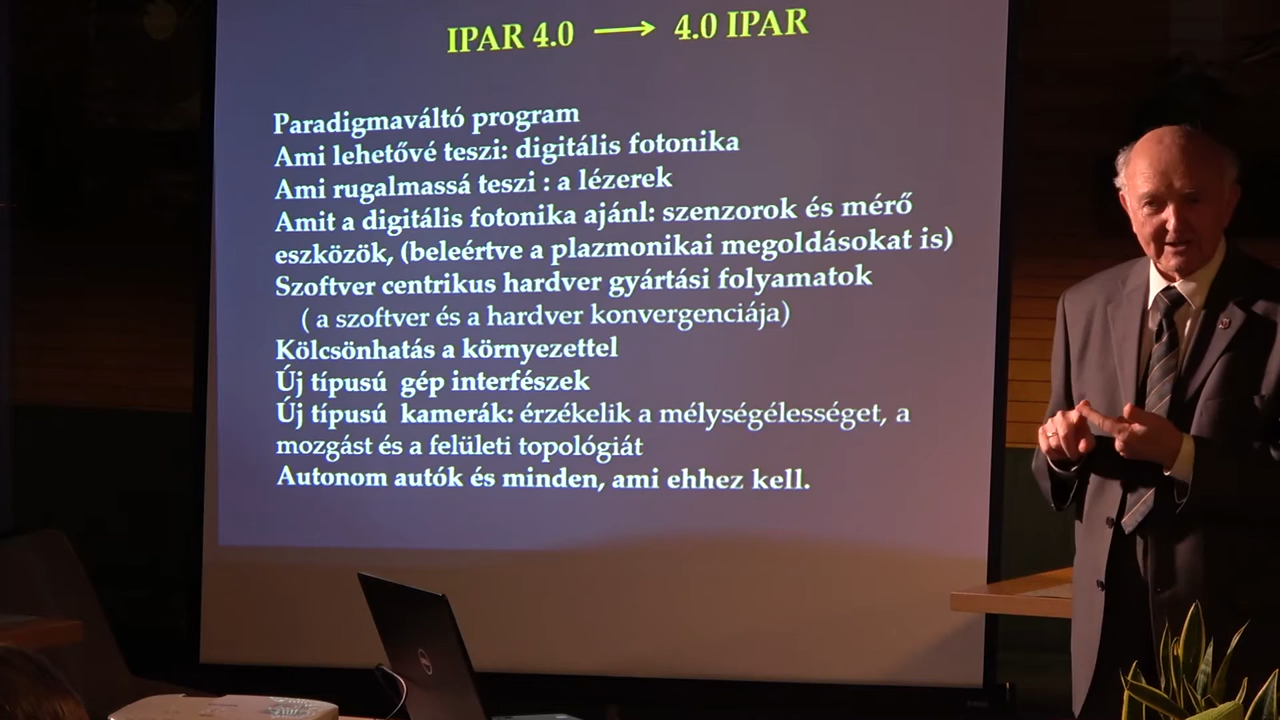 IPAR 4.0 → 4.0 IPAR
Paradigmaváltó program
Ami lehetővé teszi: digitális fotonika
Ami rugalmassá teszi : a lézerek
Amit a digitális fotonika ajánl: szenzorok és mérő
eszközök, (beleértve a plazmonikai megoldásokat is)
Szoftver centrikus hardver gyártási folyamatok
( a szoftver és a hardver konvergenciája)
Kölcsönhatás a környezettel
Új típusú gép interfészek
Új típusú kamerák: érzékelik a mélységélességet, a
mozgást és a felületi topológiát
Autonom autók és minden, ami ehhez kell.
DELL